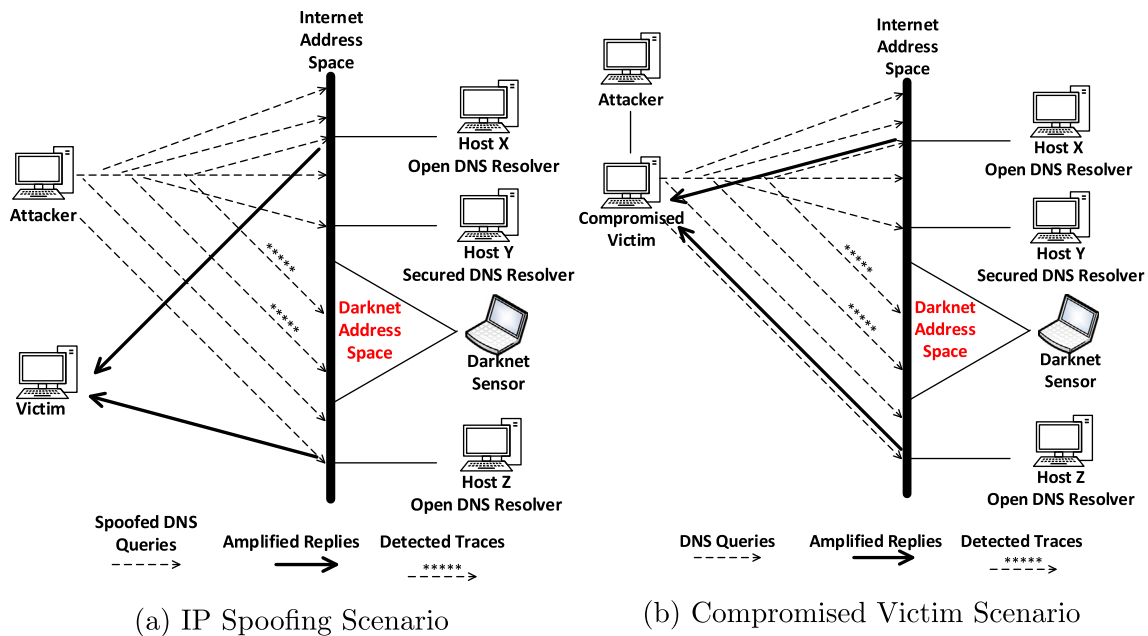 Internet
Address
Space
Attacker
Host X
Open DNS Resolver
Host Y
Secured DNS Resolver
*****
*****
Darknet
Address
Space
Darknet
Sensor
Victim
Host Z
Open DNS Resolver
Spoofed DNS
Queries
Amplified Replies
Detected Traces
*****
(a) IP Spoofing Scenario
Internet
Address
Space
Attacker
Host X
Open DNS Resolver
Compromised
Victim
Host Y
Secured DNS Resolver
*****
*****
Darknet
Address
Space
Darknet
Sensor
Host Z
Open DNS Resolver
DNS Queries
Amplified Replies
Detected Traces
*****
(b) Compromised Victim Scenario